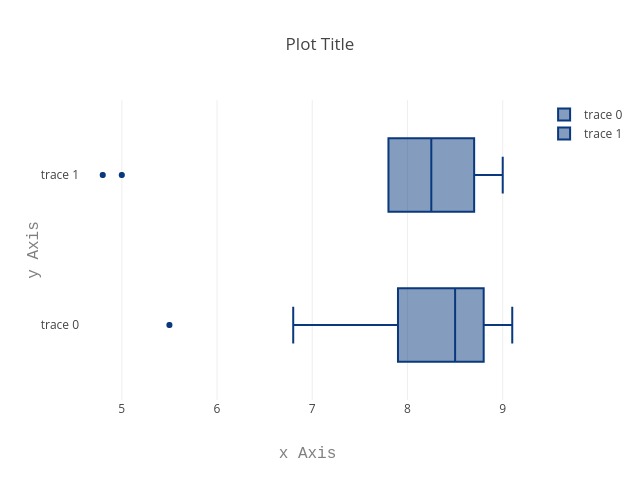 Plot Title
trace 0
trace 1
trace 1
trace 0
y Axis
5 6 7 8 9
x Axis